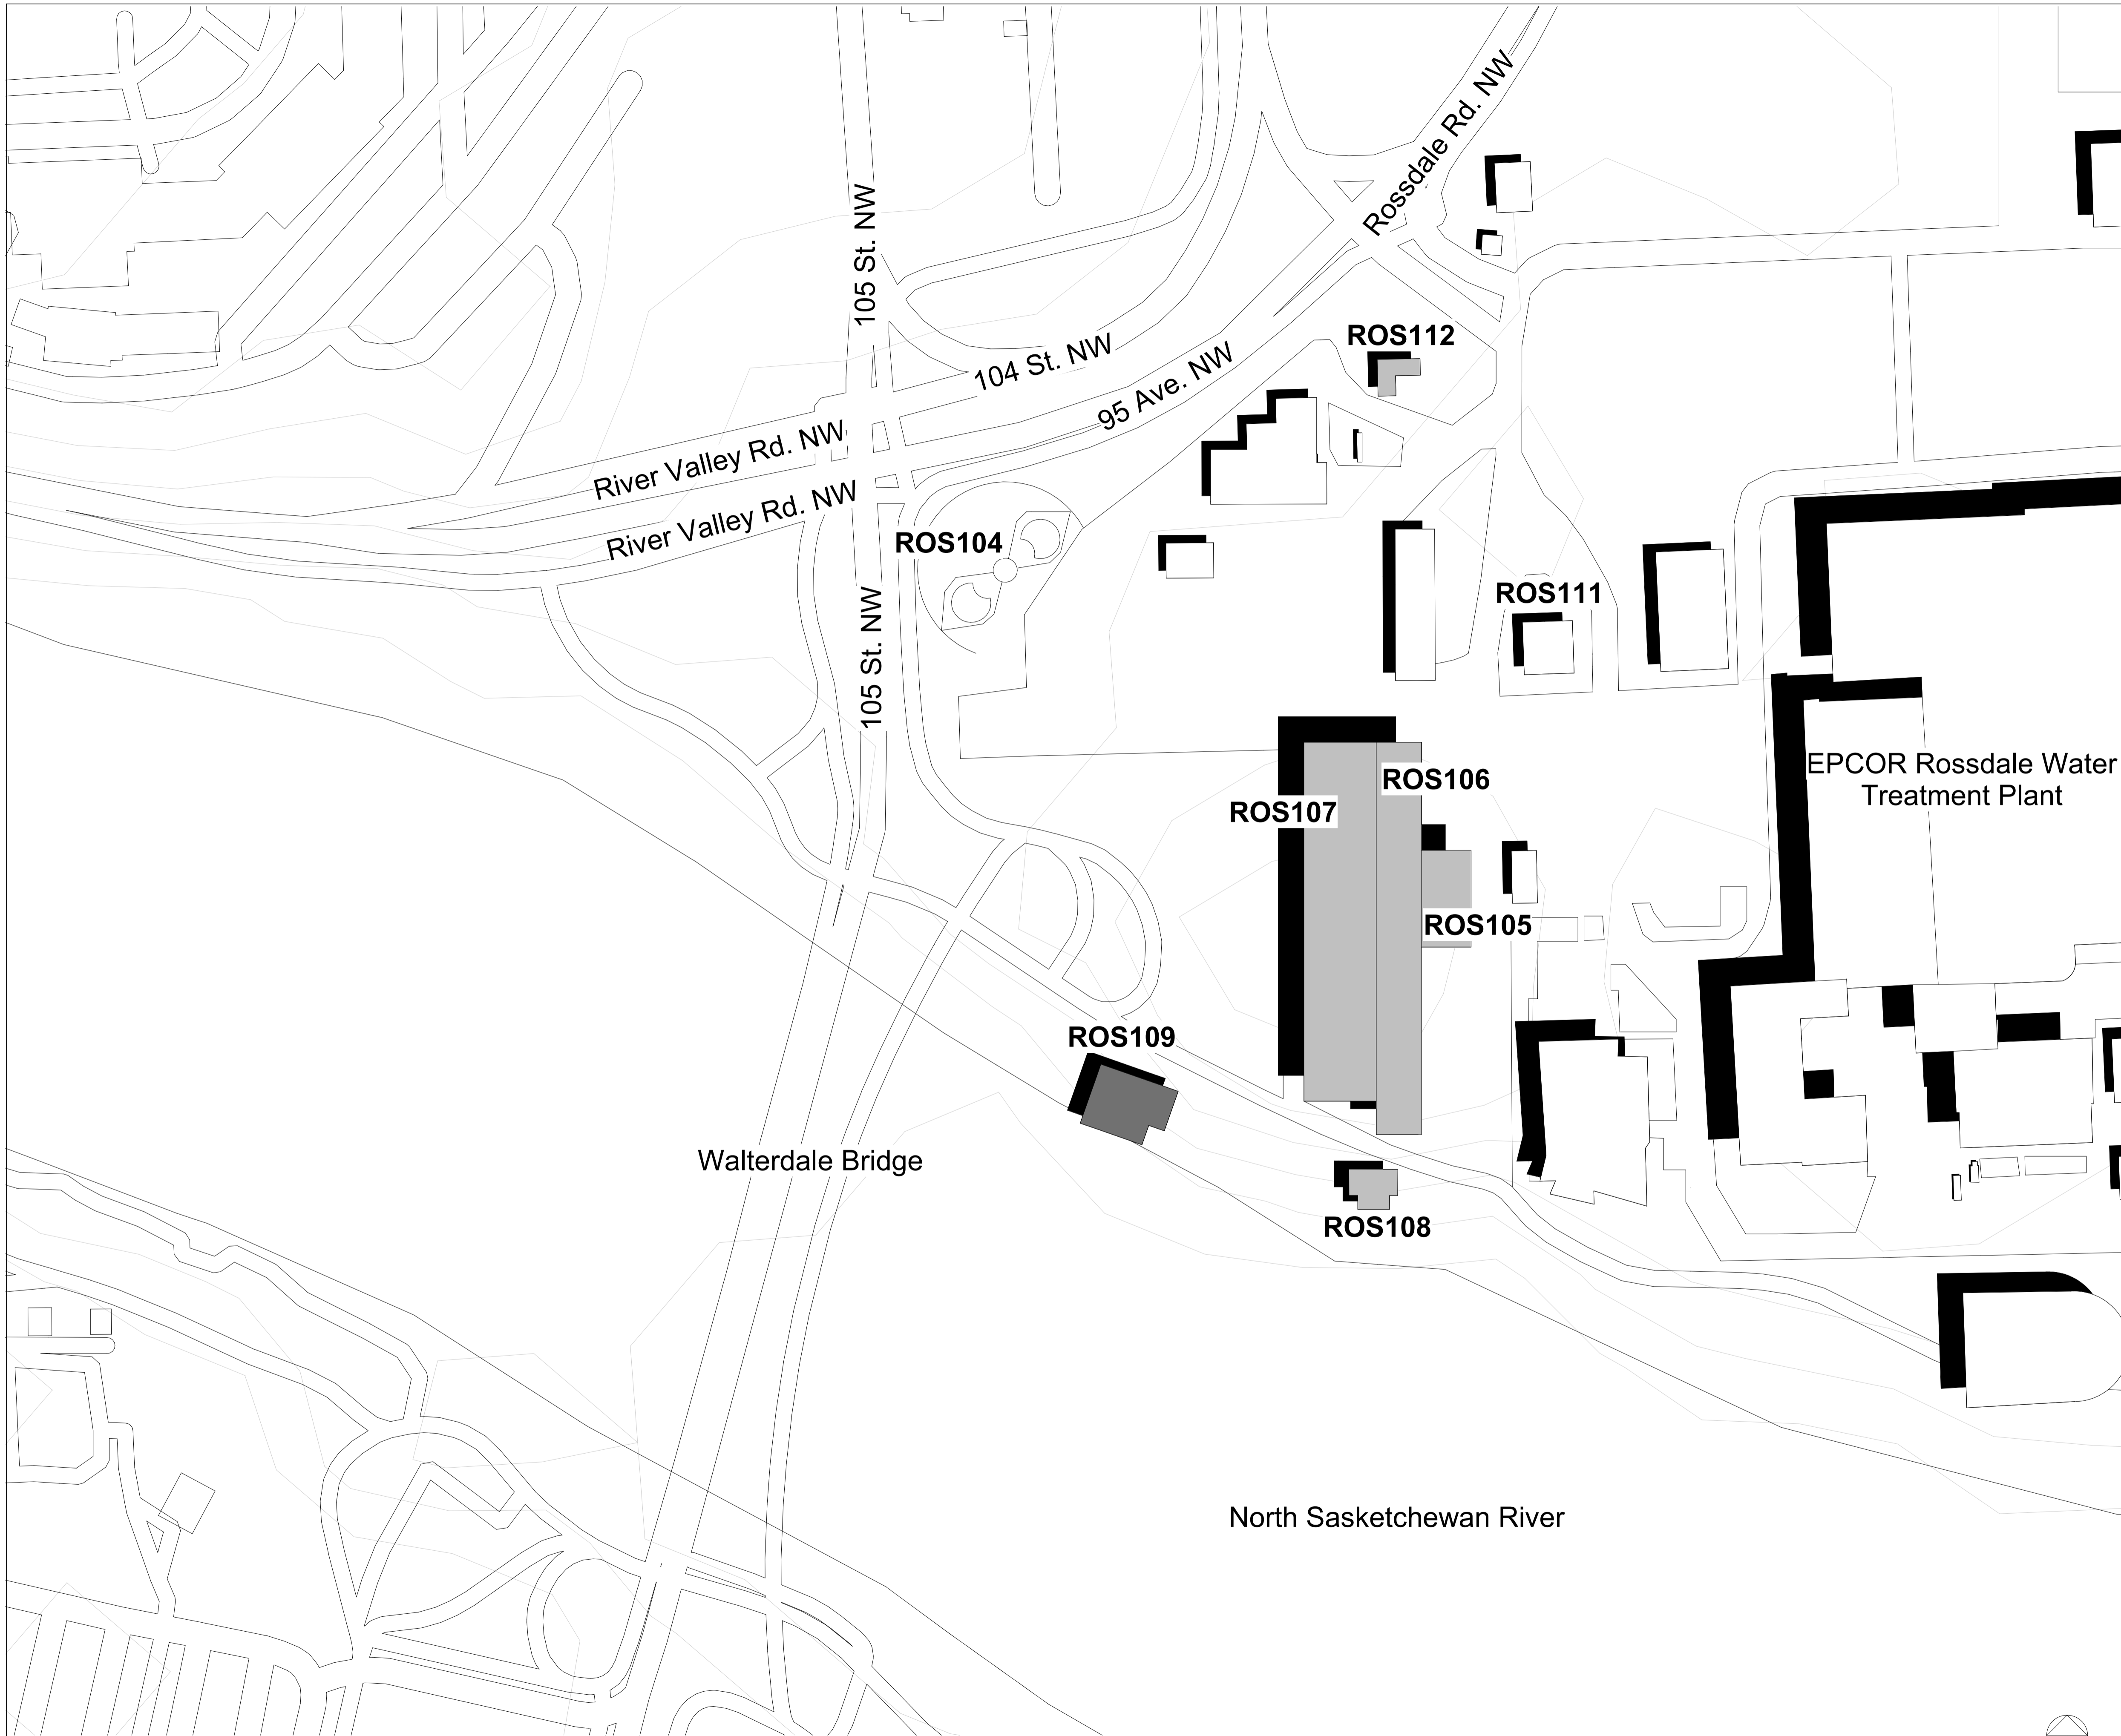 Rossdale Rd. NW
105 St. NW
ROS112
104 St. NW
95 Ave. NW
River Valley Rd. NW
River Valley Rd. NW
ROS104
ROS111
105 St. NW
EPCOR Rossdale Water
Treatment Plant
ROS106
ROS107
ROS105
ROS109
Walterdale Bridge
ROS108
North Sasketchewan River